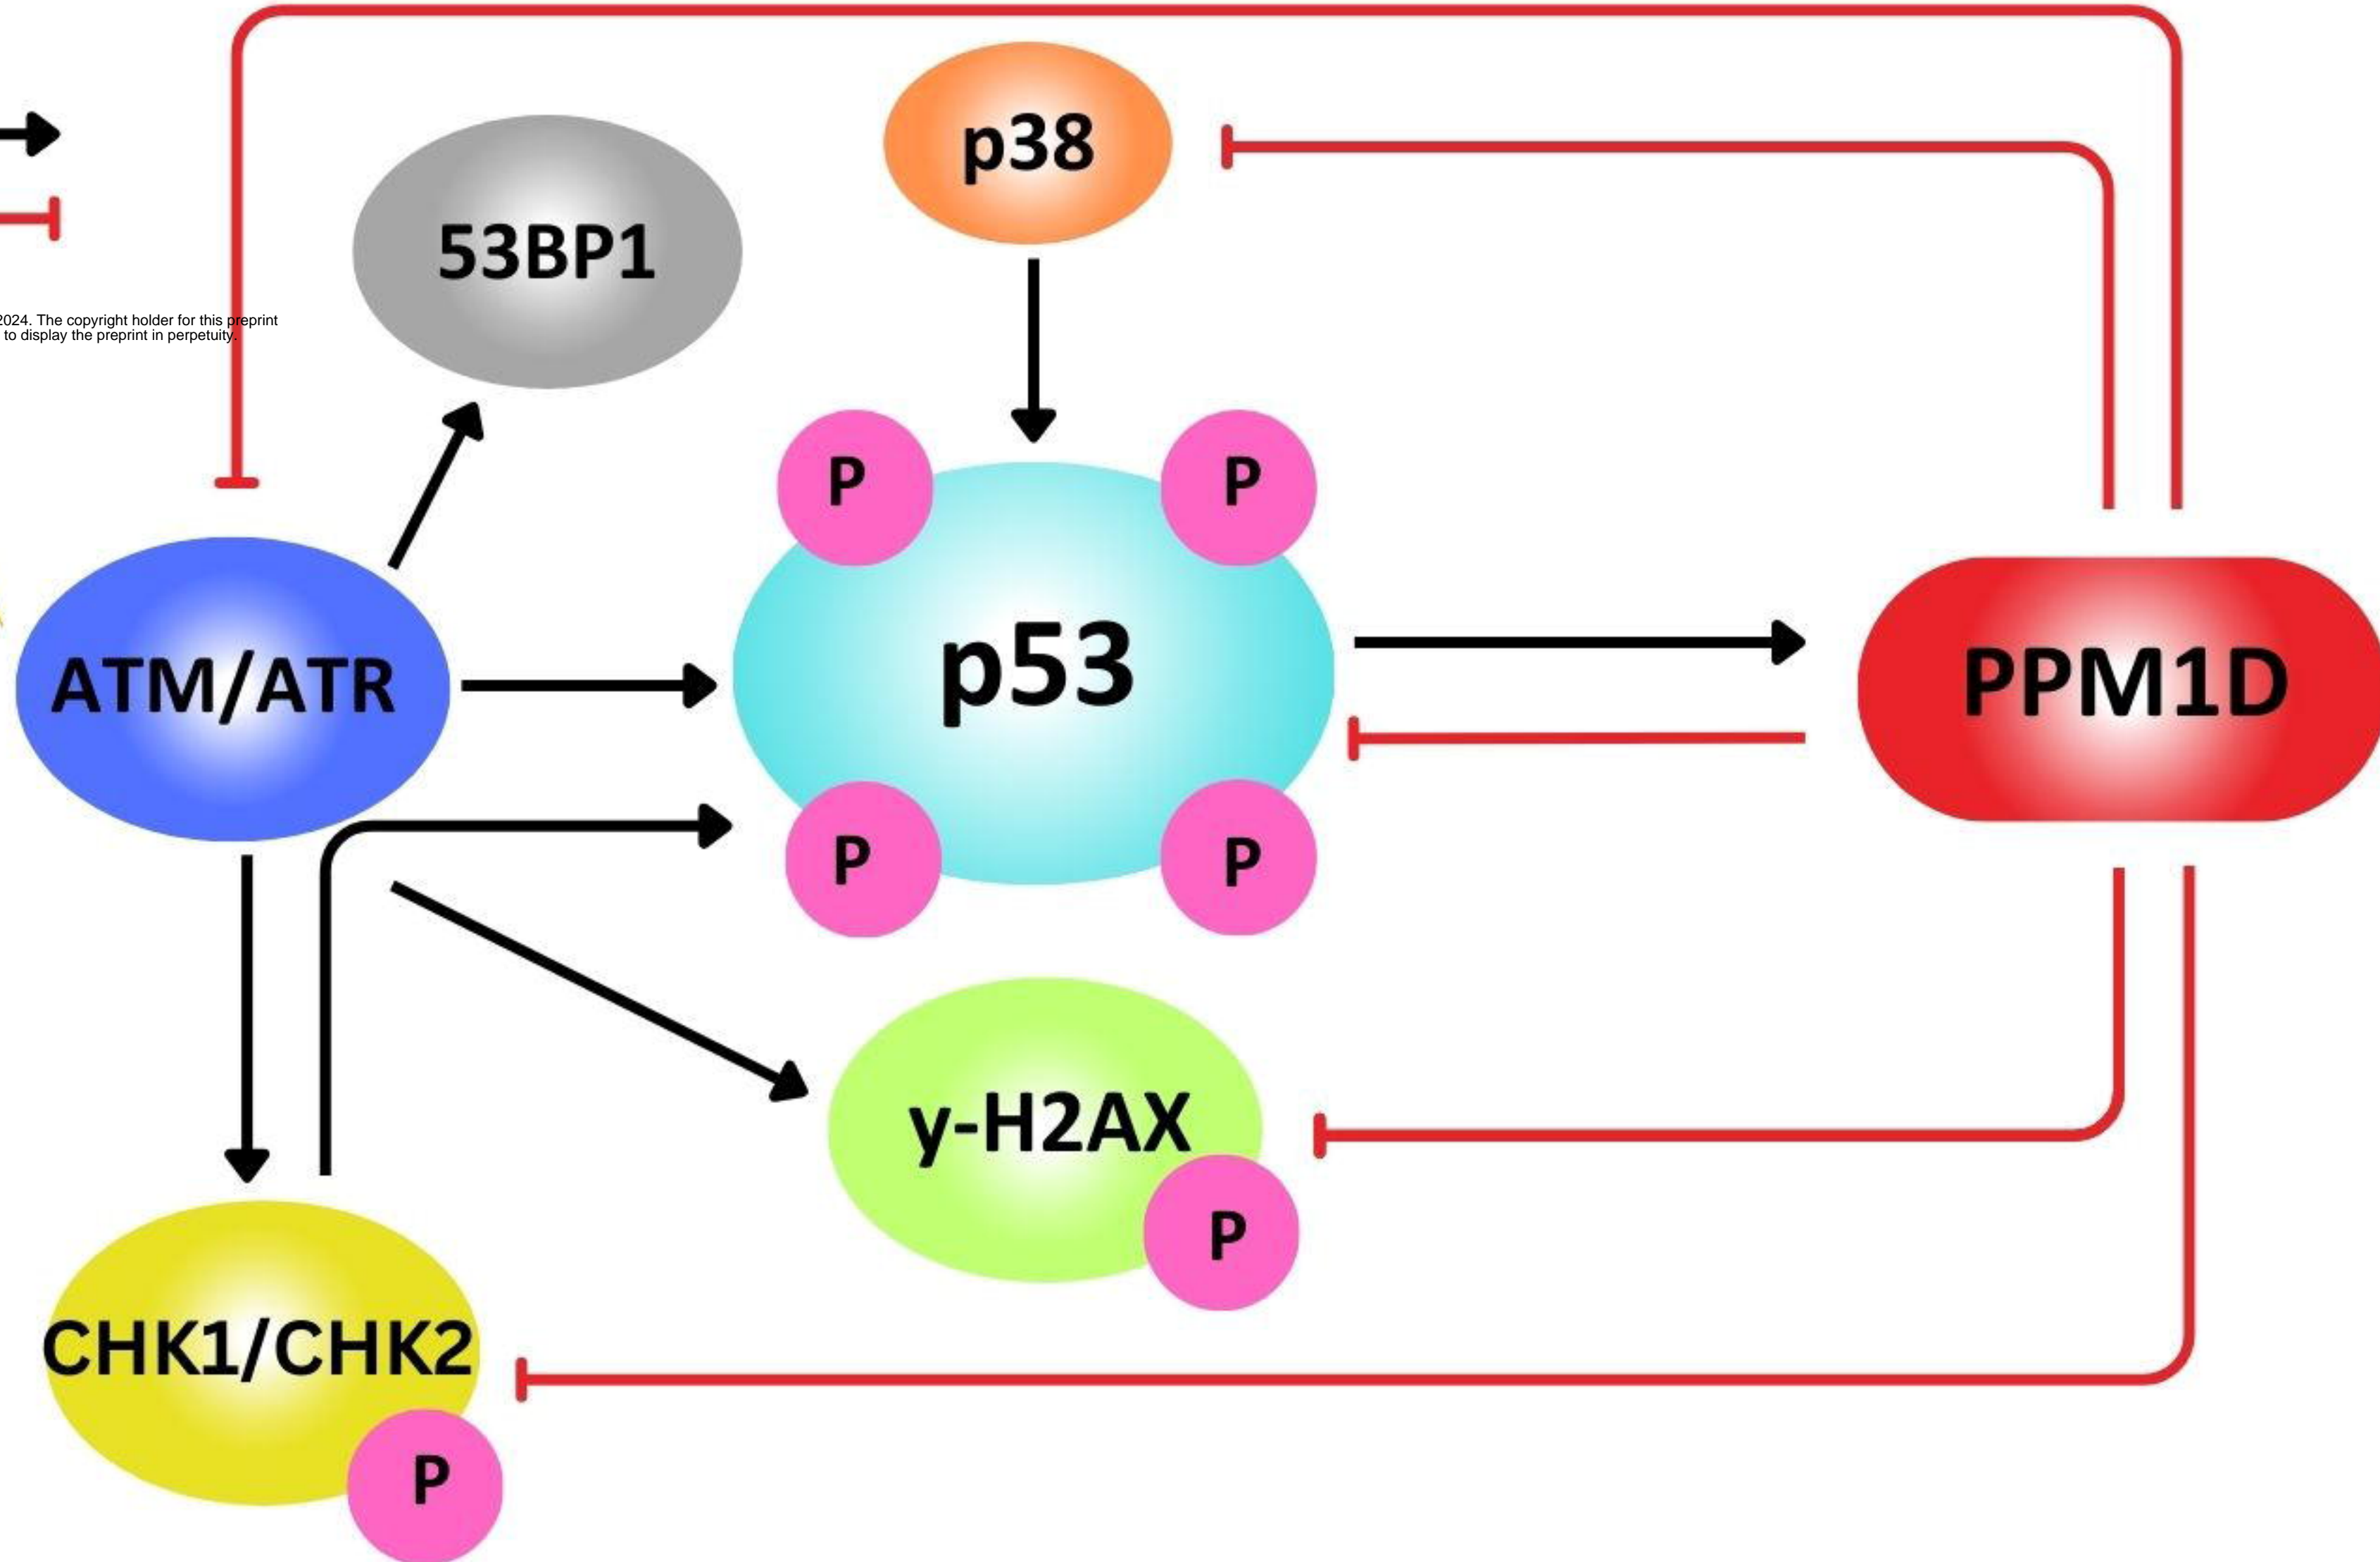 p38
53BP1
2024. The copyright holder for this preprint
to display the preprint in perpetuity.
P
P
p53
ATM/ATR
PPM1D
P
P
y-H2AX
P
CHK1/CHK2
P